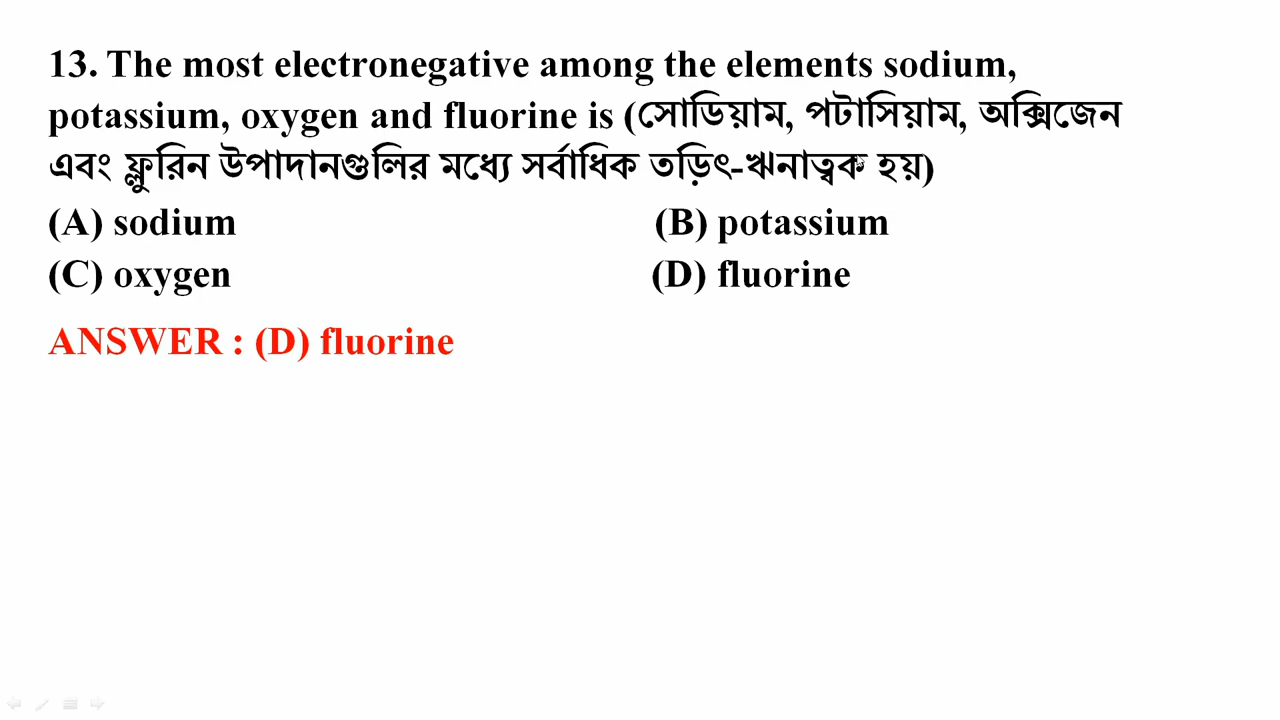 13. The most electronegative among the elements sodium,
potassium, oxygen and fluorine is (সোডিয়াম, পটাসিয়াম, অক্সিজেন
এবং ফ্লুরিন উপাদানগুলির মধ্যে সর্বাধিক তড়িৎ-ঋনাত্বক হয়)
(A) sodium (B) potassium
(C) oxygen (D) fluorine
ANSWER : (D) fluorine